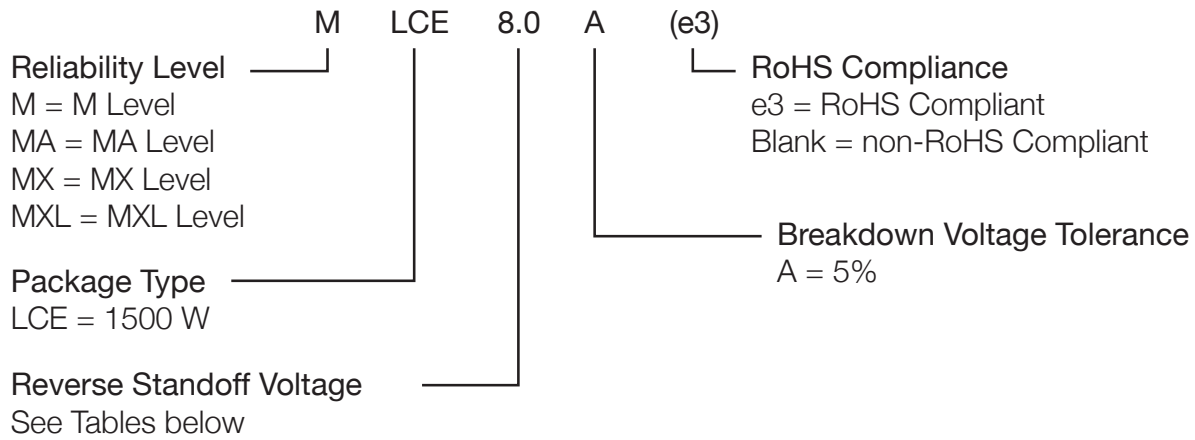 M LCE 8.0 A (e3)
Reliability Level
M = M Level
MA = MA Level
MX = MX Level
MXL = MXL Level
RoHS Compliance
e3 = RoHS Compliant
Blank = non-RoHS Compliant
Breakdown Voltage Tolerance
A = 5%
Package Type
LCE = 1500 W
Reverse Standoff Voltage
See Tables below